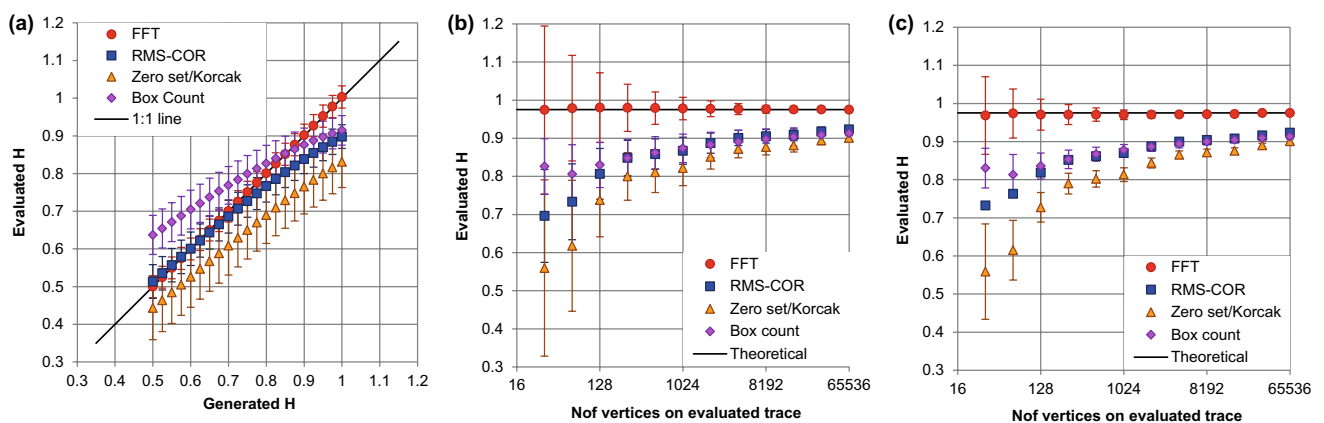 (a)
Evaluated H
1.2
1.1
1
0.9
0.8
0.7
0.6
0.5
0.4
0.3
FFT
RMS-COR
Zero set/Korcak
Box Count
1:1 line
0.3 0.4 0.5 0.6 0.7 0.8 0.9 1 1.1 1.2
Generated H
(b)
Evaluated H
1.2
1.1
1
0.9
0.8
0.7
0.6
0.5
0.4
0.3
FFT
RMS-COR
Zero set/Korcak
Box count
Theoretical
16 128 1024 8192 65536
Nof vertices on evaluated trace
(c)
Evaluated H
1.2
1.1
1
0.9
0.8
0.7
0.6
0.5
0.4
0.3
FFT
RMS-COR
Zero set/Korcak
Box count
Theoretical
16 128 1024 8192 65536
Nof vertices on evaluated trace